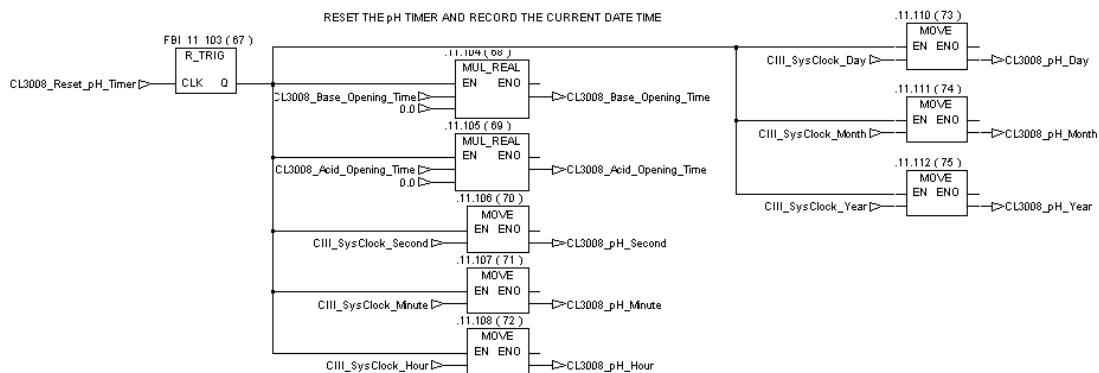 RESET THE pH TIMER AND RECORD THE CURRENT DATE TIME
FBI_11_103 ( 67 )
R_TRIG
CL3008_Reset_pH_Timer
CLK Q
.11.104 ( 68 )
MUL_REAL
EN ENO
CL3008_Base_Opening_Time
0.0
CL3008_Base_Opening_Time
.11.105 ( 69 )
MUL_REAL
EN ENO
CL3008_Acid_Opening_Time
0.0
CL3008_Acid_Opening_Time
.11.106 ( 70 )
MOVE
EN ENO
CIII_SysClock_Second
CL3008_pH_Second
.11.107 ( 71 )
MOVE
EN ENO
CIII_SysClock_Minute
CL3008_pH_Minute
.11.108 ( 72 )
MOVE
EN ENO
CIII_SysClock_Hour
CL3008_pH_Hour
.11.110 ( 73 )
MOVE
EN ENO
CIII_SysClock_Day
CL3008_pH_Day
.11.111 ( 74 )
MOVE
EN ENO
CIII_SysClock_Month
CL3008_pH_Month
.11.112 ( 75 )
MOVE
EN ENO
CIII_SysClock_Year
CL3008_pH_Year